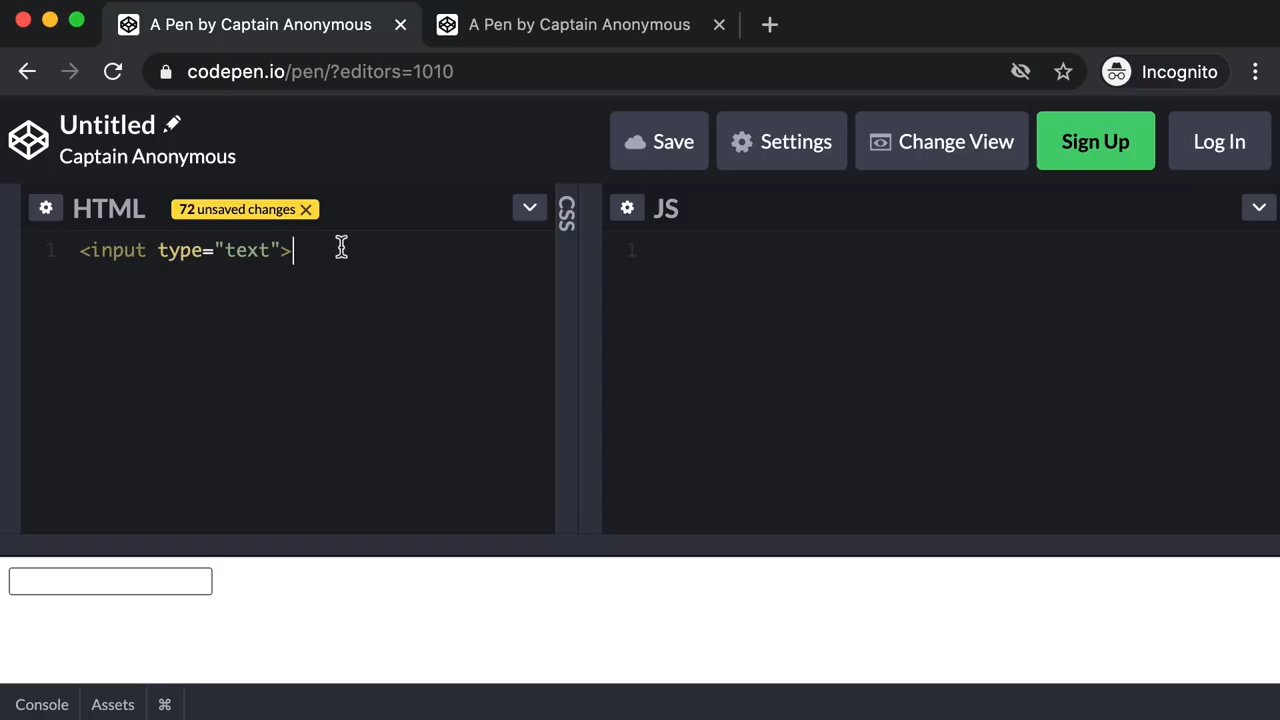 A Pen by Captain Anonymous
A Pen by Captain Anonymous
codepen.io/pen/?editors=1010
Incognito
Untitled
Captain Anonymous
Save
Settings
Change View
Sign Up
Log In
HTML
72 unsaved changes
CSS
JS
1 <input type="text">
1
Console
Assets
⌘